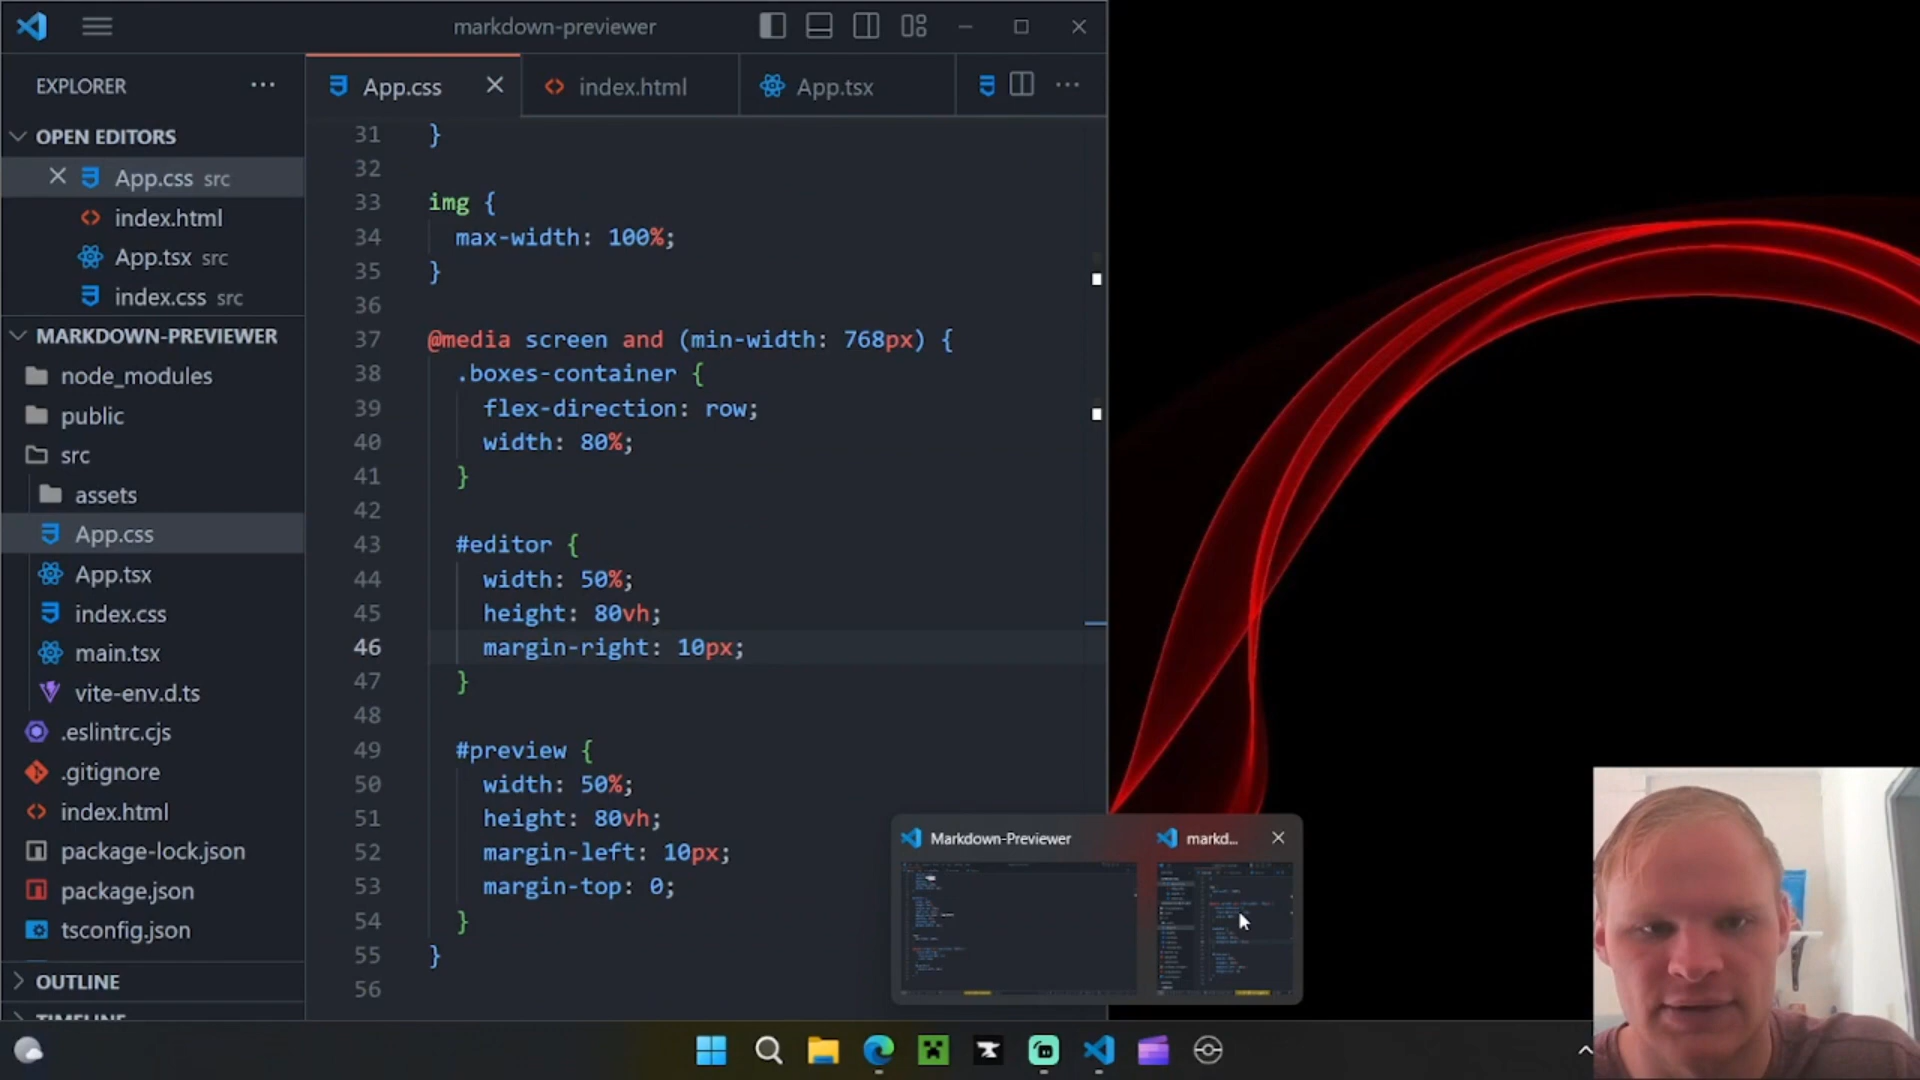 markdown-previewer
EXPLORER
App.css
index.html
App.tsx
OPEN EDITORS
App.css src
index.html
App.tsx src
index.css src
MARKDOWN-PREVIEWER
node_modules
public
src
assets
App.css
App.tsx
index.css
main.tsx
vite-env.d.ts
.eslintrc.cjs
.gitignore
index.html
package-lock.json
package.json
tsconfig.json
OUTLINE
TIMELINE
31 }
32
33 img {
34 max-width: 100%;
35 }
36
37 @media screen and (min-width: 768px) {
38 .boxes-container {
39 flex-direction: row;
40 width: 80%;
41 }
42
43 #editor {
44 width: 50%;
45 height: 80vh;
46 margin-right: 10px;
47 }
48
49 #preview {
50 width: 50%;
51 height: 80vh;
52 margin-left: 10px;
53 margin-top: 0;
54 }
55 }
56
Markdown-Previewer
markd...